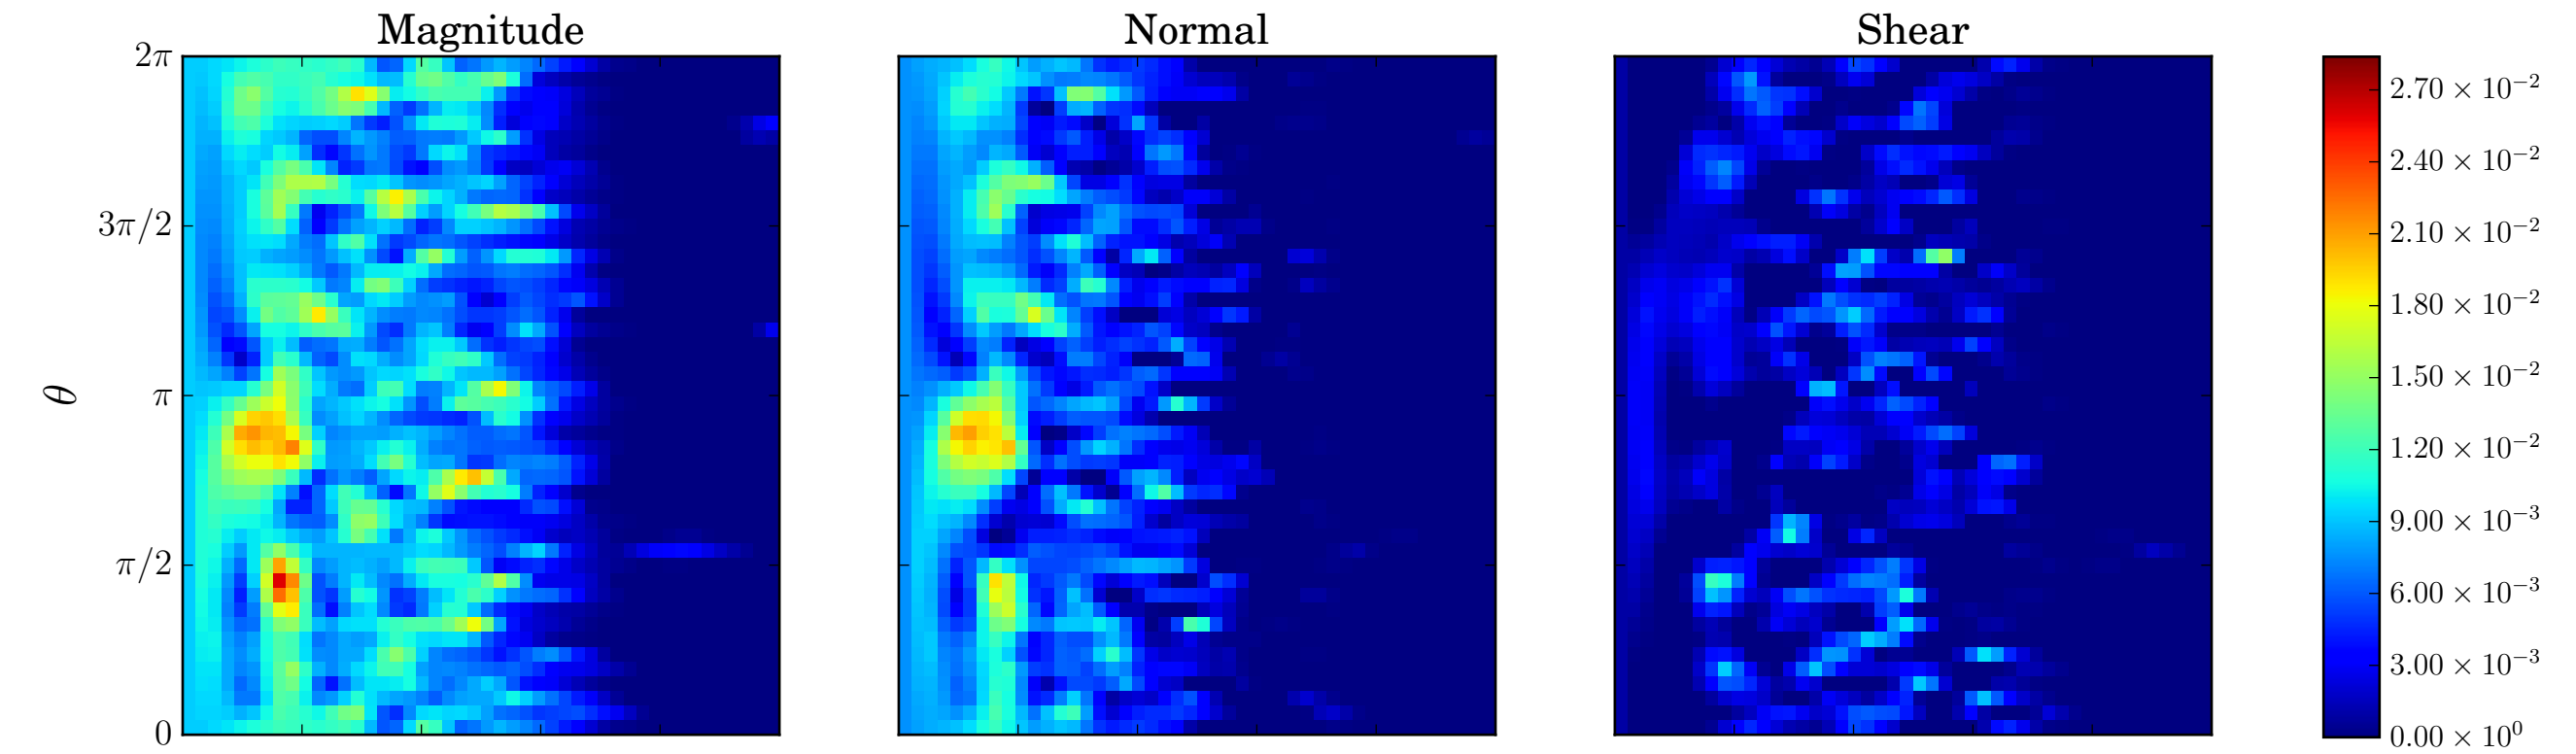 Magnitude
Normal
Shear
2π
3π/2
π
π/2
0
θ
2.70 × 10⁻²
2.40 × 10⁻²
2.10 × 10⁻²
1.80 × 10⁻²
1.50 × 10⁻²
1.20 × 10⁻²
9.00 × 10⁻³
6.00 × 10⁻³
3.00 × 10⁻³
0.00 × 10⁰